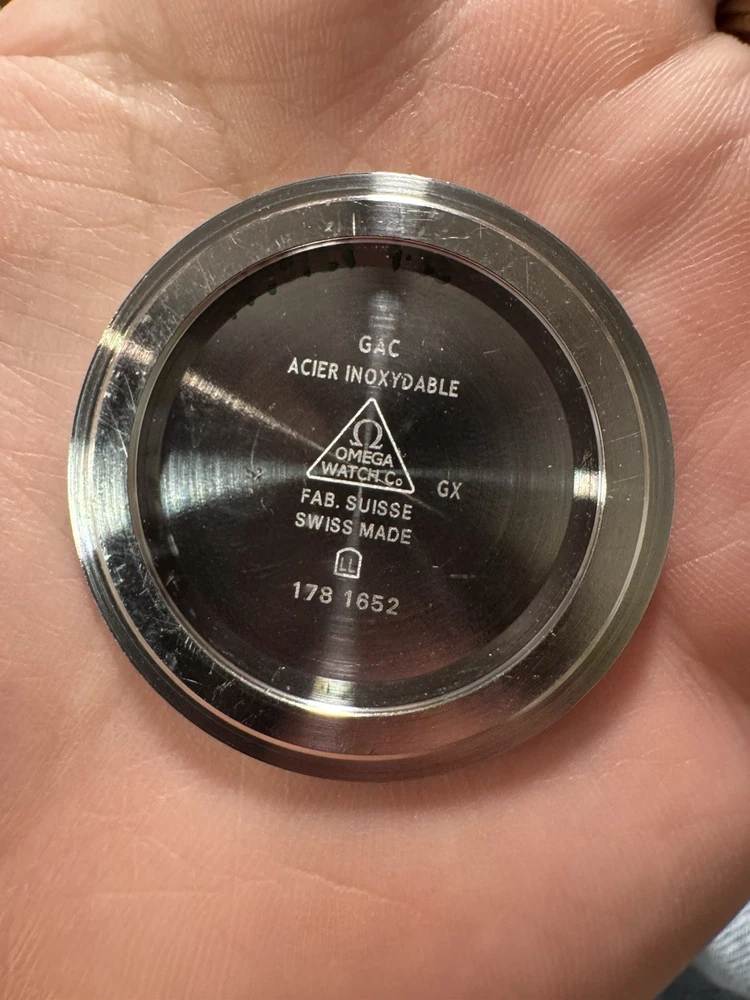 GAC
ACIER INOXYDABLE
Ω
OMEGA
WATCH Co
GX
FAB. SUISSE
SWISS MADE
LL
178 1652